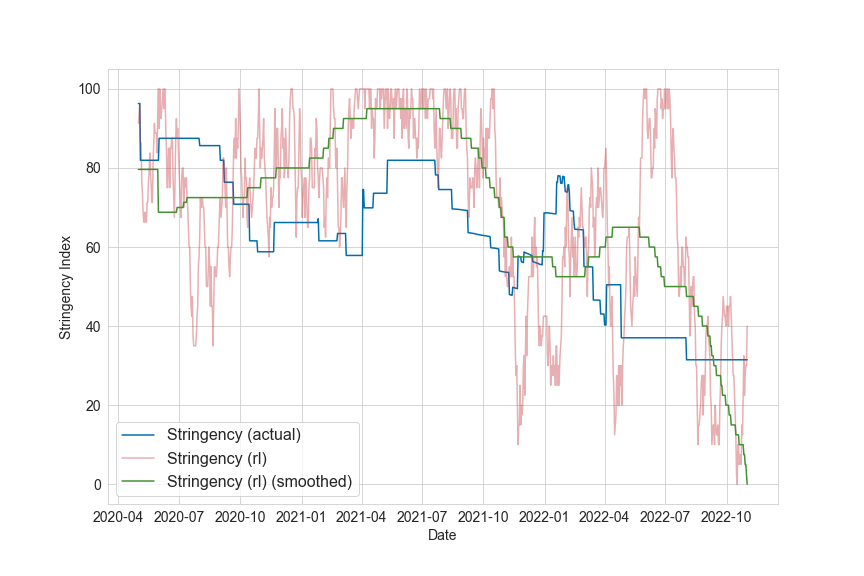 100
80
60
40
20
0
Stringency Index
Stringency (actual)
Stringency (rl)
Stringency (rl) (smoothed)
2020-04 2020-07 2020-10 2021-01 2021-04 2021-07 2021-10 2022-01 2022-04 2022-07 2022-10
Date